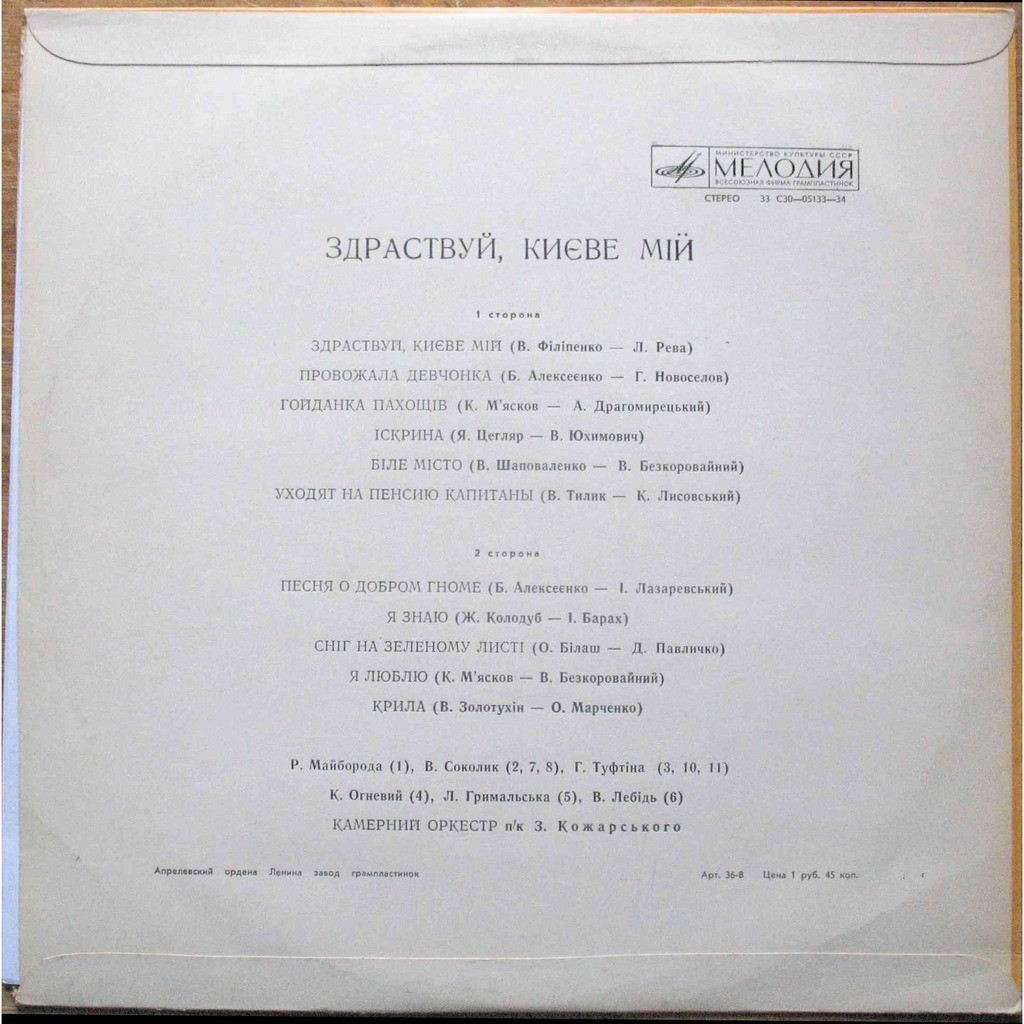 МИНИСТЕРСТВО КУЛЬТУРЫ СССР
МЕЛОДИЯ
ВСЕСОЮЗНАЯ ФИРМА ГРАМПЛАСТИНОК
СТЕРЕО 33 С30—05133—34
ЗДРАСТВУЙ, КИЄВЕ МІЙ
1 сторона
ЗДРАСТВУЙ, КИЄВЕ МІЙ (В. Філіпенко — Л. Рева)
ПРОВОЖАЛА ДЕВЧОНКА (Б. Алексеєнко — Г. Новоселов)
ГОЙДАНКА ПАХОЩІВ (К. М'ясков — А. Драгомирецький)
ІСКРИНА (Я. Цегляр — В. Юхимович)
БІЛЕ МІСТО (В. Шаповаленко — В. Безкоровайний)
УХОДЯТ НА ПЕНСИЮ КАПИТАНЫ (В. Тилик — К. Лисовський)
2 сторона
ПЕСНЯ О ДОБРОМ ГНОМЕ (Б. Алексеєнко — І. Лазаревський)
Я ЗНАЮ (Ж. Колодуб — І. Барах)
СНІГ НА ЗЕЛЕНОМУ ЛИСТІ (О. Білаш — Д. Павличко)
Я ЛЮБЛЮ (К. М'ясков — В. Безкоровайний)
КРИЛА (В. Золотухін — О. Марченко)
Р. Майборода (1), В. Соколик (2, 7, 8), Г. Туфтіна (3, 10, 11)
К. Огневий (4), Л. Гримальська (5), В. Лебідь (6)
КАМЕРНИЙ ОРКЕСТР п/к З. Кожарського
Апрелевский ордена Ленина завод грампластинок
Арт. 36-8 Цена 1 руб. 45 коп.